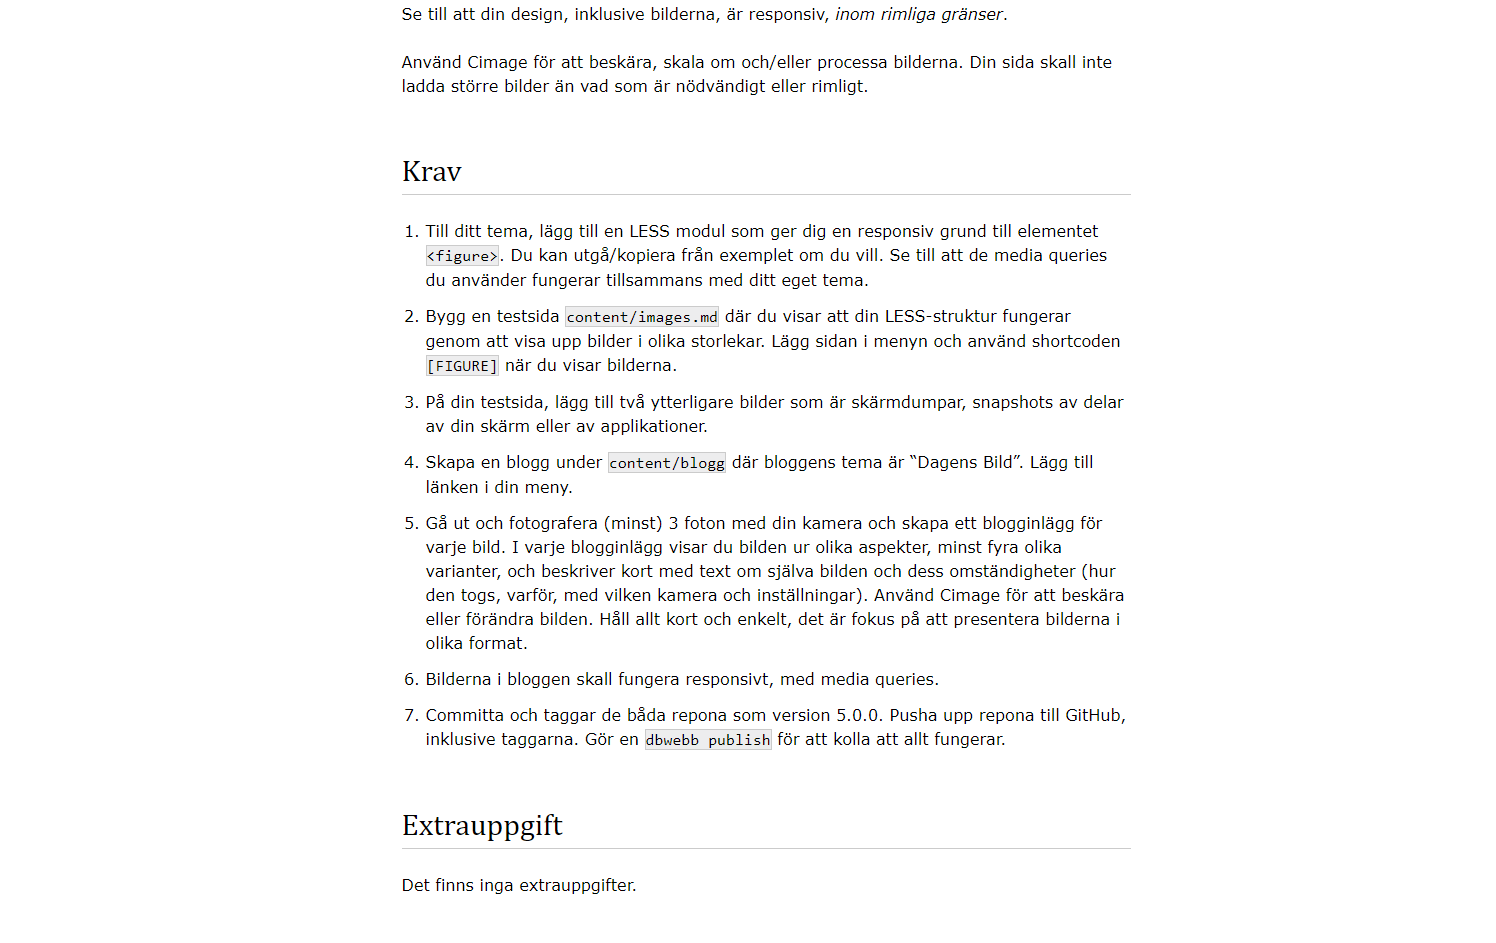 Se till att din design, inklusive bilderna, är responsiv, inom rimliga gränser.
Använd Cimage för att beskära, skala om och/eller processa bilderna. Din sida skall inte
ladda större bilder än vad som är nödvändigt eller rimligt.
Krav
1. Till ditt tema, lägg till en LESS modul som ger dig en responsiv grund till elementet
<figure>. Du kan utgå/kopiera från exemplet om du vill. Se till att de media queries
du använder fungerar tillsammans med ditt eget tema.
2. Bygg en testsida content/images.md där du visar att din LESS-struktur fungerar
genom att visa upp bilder i olika storlekar. Lägg sidan i menyn och använd shortcoden
[FIGURE] när du visar bilderna.
3. På din testsida, lägg till två ytterligare bilder som är skärmdumpar, snapshots av delar
av din skärm eller av applikationer.
4. Skapa en blogg under content/blogg där bloggens tema är “Dagens Bild”. Lägg till
länken i din meny.
5. Gå ut och fotografera (minst) 3 foton med din kamera och skapa ett blogginlägg för
varje bild. I varje blogginlägg visar du bilden ur olika aspekter, minst fyra olika
varianter, och beskriver kort med text om själva bilden och dess omständigheter (hur
den togs, varför, med vilken kamera och inställningar). Använd Cimage för att beskära
eller förändra bilden. Håll allt kort och enkelt, det är fokus på att presentera bilderna i
olika format.
6. Bilderna i bloggen skall fungera responsivt, med media queries.
7. Committa och taggar de båda repona som version 5.0.0. Pusha upp repona till GitHub,
inklusive taggarna. Gör en dbwebb publish för att kolla att allt fungerar.
Extrauppgift
Det finns inga extrauppgifter.